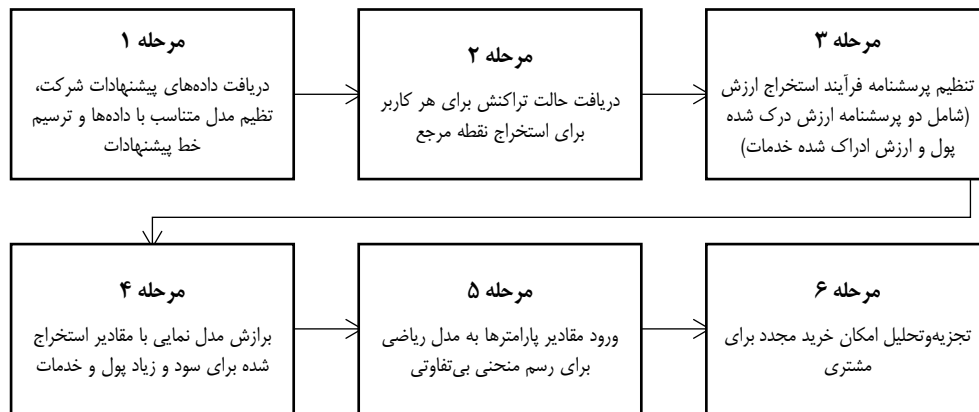 مرحله ۱
دریافت داده‌های پیشنهادات شرکت،
تظیم مدل متناسب با داده‌ها و ترسیم
خط پیشنهادات
مرحله ۲
دریافت حالت تراکنش برای هر کاربر
برای استخراج نقطه مرجع
مرحله ۳
تنظیم پرسشنامه فرآیند استخراج ارزش
(شامل دو پرسشنامه ارزش درک شده
پول و ارزش ادراک شده خدمات)
مرحله ۴
برازش مدل نمایی با مقادیر استخراج
شده برای سود و زیاد پول و خدمات
مرحله ۵
ورود مقادیر پارامترها به مدل ریاضی
برای رسم منحنی بی‌تفاوتی
مرحله ۶
تجزیه‌وتحلیل امکان خرید مجدد برای
مشتری